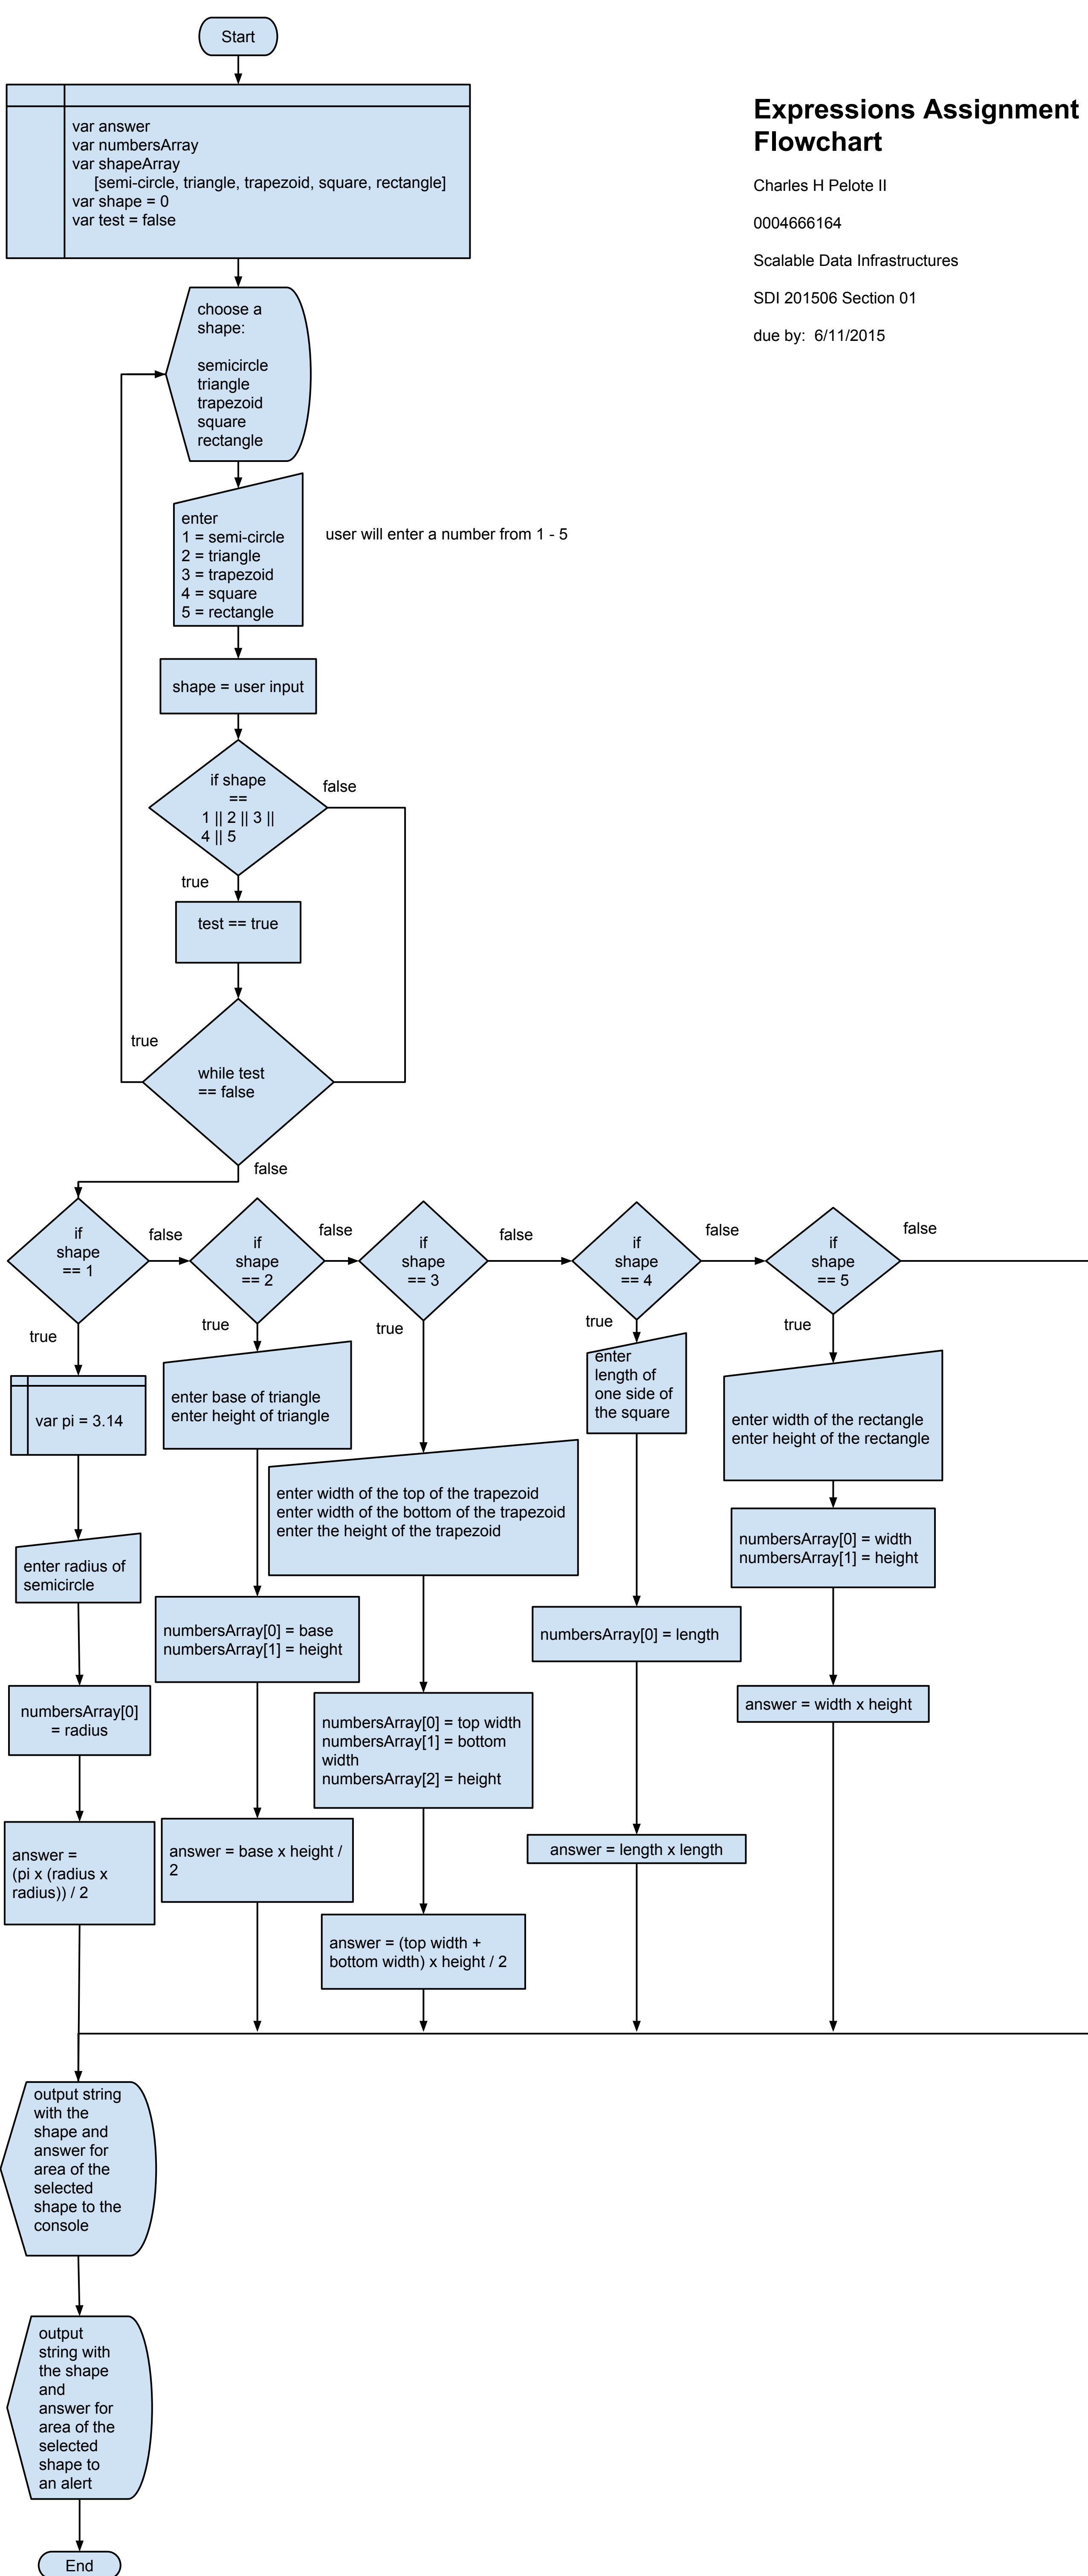 Start
Expressions Assignment
Flowchart
Charles H Pelote II
0004666164
Scalable Data Infrastructures
SDI 201506 Section 01
due by:  6/11/2015
var answer
var numbersArray
var shapeArray
[semi-circle, triangle, trapezoid, square, rectangle]
var shape = 0
var test = false
choose a
shape:
semicircle
triangle
trapezoid
square
rectangle
enter
1 = semi-circle
2 = triangle
3 = trapezoid
4 = square
5 = rectangle
user will enter a number from 1 - 5
shape = user input
if shape
==
1 || 2 || 3 ||
4 || 5
false
true
test == true
true
while test
== false
false
if
shape
== 1
false
true
if
shape
== 2
false
true
if
shape
== 3
false
true
if
shape
== 4
false
true
if
shape
== 5
false
true
var pi = 3.14
enter radius of
semicircle
numbersArray[0]
= radius
answer =
(pi x (radius x
radius)) / 2
enter base of triangle
enter height of triangle
numbersArray[0] = base
numbersArray[1] = height
answer = base x height /
2
enter width of the top of the trapezoid
enter width of the bottom of the trapezoid
enter the height of the trapezoid
numbersArray[0] = top width
numbersArray[1] = bottom
width
numbersArray[2] = height
answer = (top width +
bottom width) x height / 2
enter
length of
one side of
the square
numbersArray[0] = length
answer = length x length
enter width of the rectangle
enter height of the rectangle
numbersArray[0] = width
numbersArray[1] = height
answer = width x height
output string
with the
shape and
answer for
area of the
selected
shape to the
console
output
string with
the shape
and
answer for
area of the
selected
shape to
an alert
End